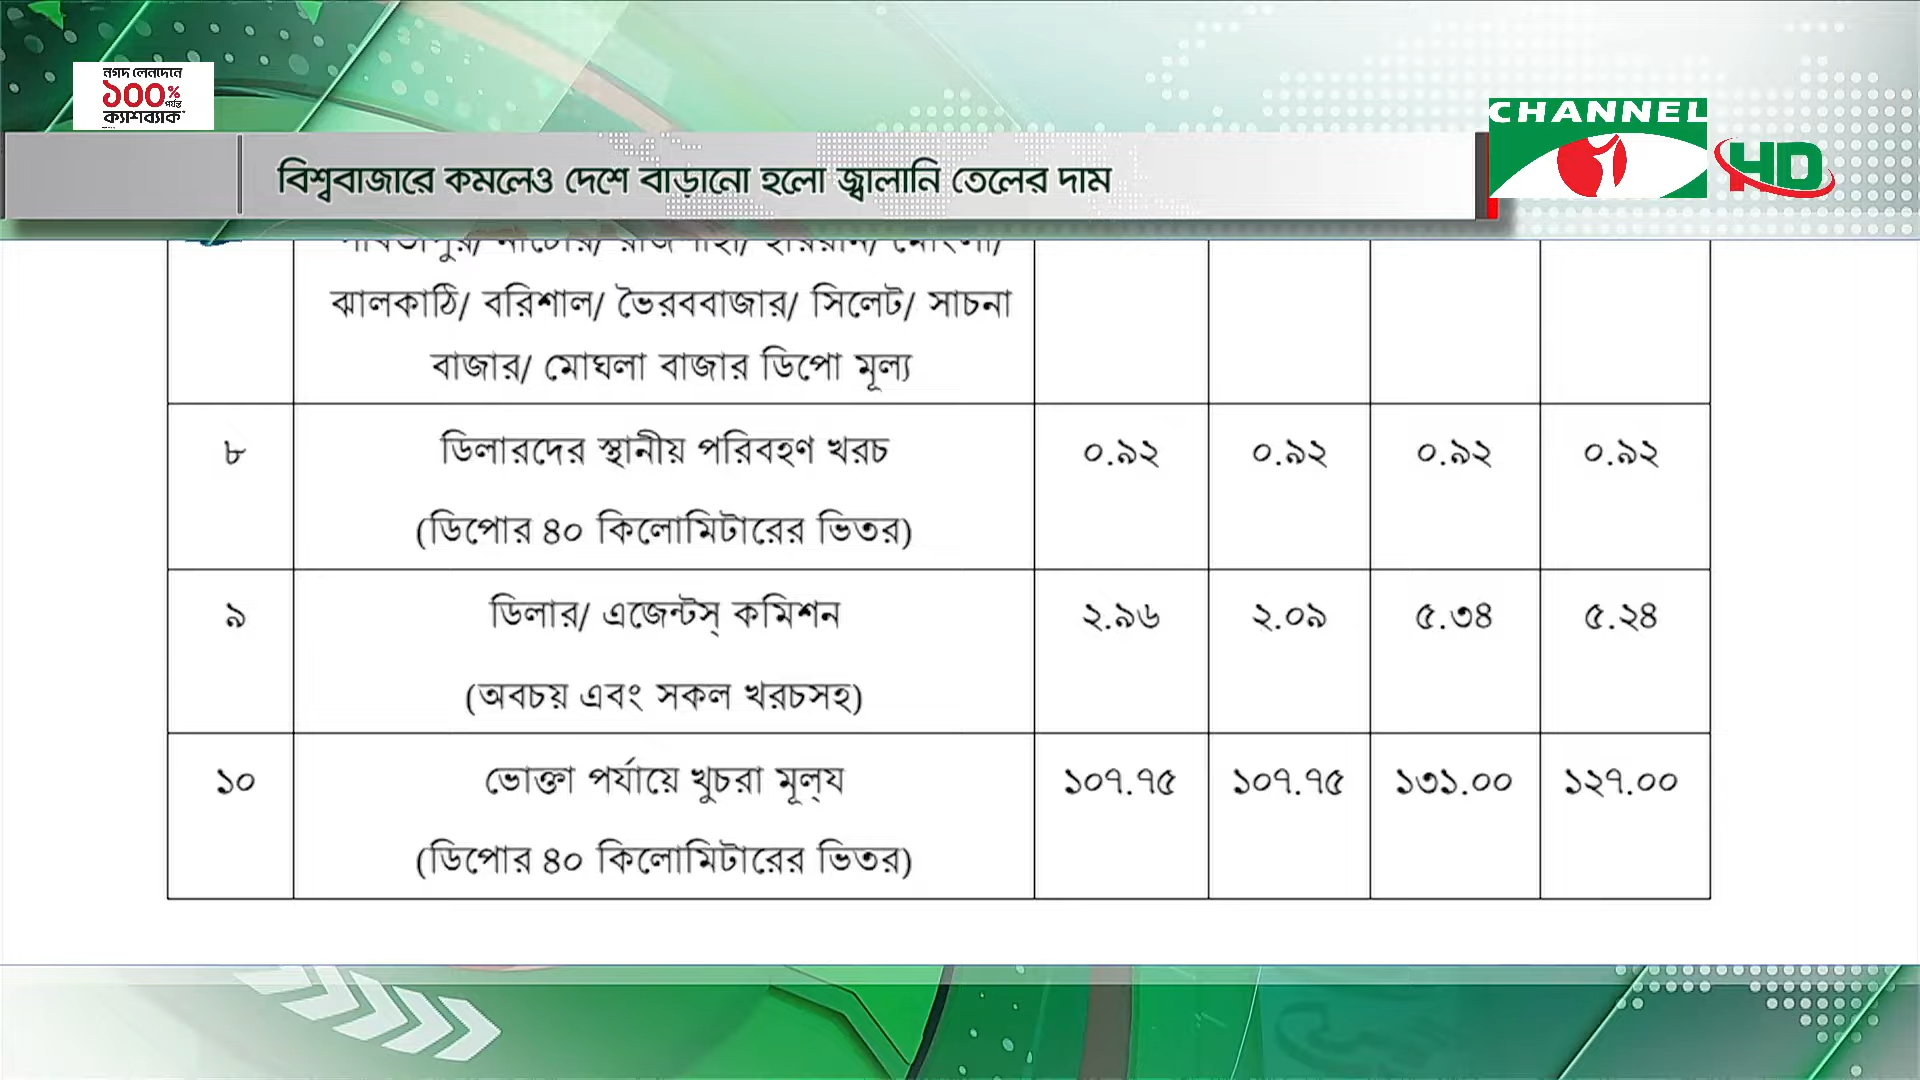 নগদ লেনদেনে
১০০%
পর্যন্ত
ক্যাশব্যাক
CHANNEL
i HD
বিশ্ববাজারে কমলেও দেশে বাড়ানো হলো জ্বালানি তেলের দাম
ঝালকাঠি/ বরিশাল/ ভৈরববাজার/ সিলেট/ সাচনা
বাজার/ মোঘলা বাজার ডিপো মূল্য
৮ ডিলারদের স্থানীয় পরিবহণ খরচ ০.৯২ ০.৯২ ০.৯২ ০.৯২
(ডিপোর ৪০ কিলোমিটারের ভিতর)
৯ ডিলার/ এজেন্টস্ কমিশন ২.৯৬ ২.০৯ ৫.৩৪ ৫.২৪
(অবচয় এবং সকল খরচসহ)
১০ ভোক্তা পর্যায়ে খুচরা মূল্য ১০৭.৭৫ ১০৭.৭৫ ১৩১.০০ ১২৭.০০
(ডিপোর ৪০ কিলোমিটারের ভিতর)